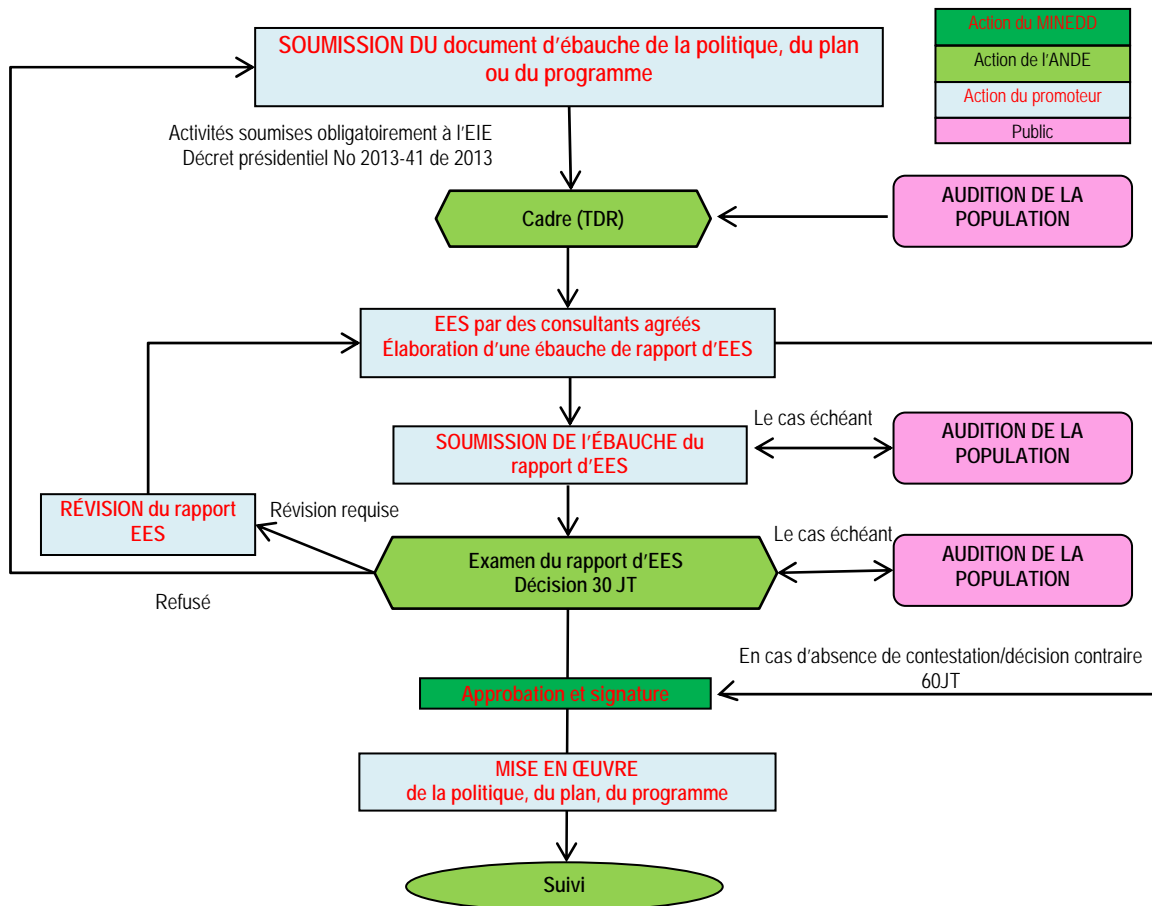 SOUMISSION DU document d'ébauche de la politique, du plan
ou du programme
Action du MINEDD
Action de l'ANDE
Action du promoteur
Public
Activités soumises obligatoirement à l'EIE
Décret présidentiel No 2013-41 de 2013
Cadre (TDR)
AUDITION DE LA
POPULATION
EES par des consultants agréés
Élaboration d'une ébauche de rapport d'EES
SOUMISSION DE l'ÉBAUCHE du
rapport d'EES
Le cas échéant
AUDITION DE LA
POPULATION
RÉVISION du rapport
EES
Révision requise
Examen du rapport d'EES
Décision 30 JT
Le cas échéant
AUDITION DE LA
POPULATION
Refusé
En cas d'absence de contestation/décision contraire
60JT
Approbation et signature
MISE EN ŒUVRE
de la politique, du plan, du programme
Suivi